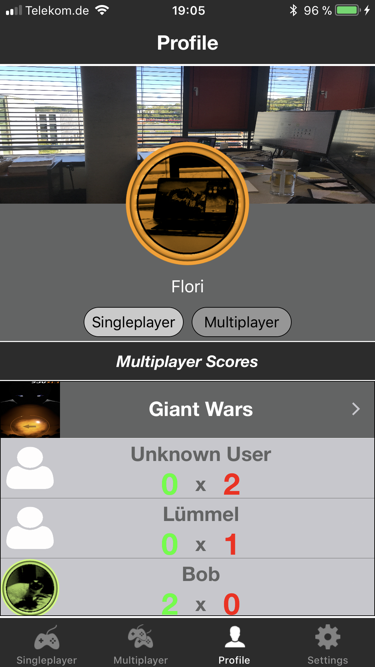 Telekom.de 19:05 96 %
Profile
Flori
Singleplayer Multiplayer
Multiplayer Scores
Giant Wars
Unknown User
0 x 2
Lümmel
0 x 1
Bob
2 x 0
Singleplayer Multiplayer Profile Settings